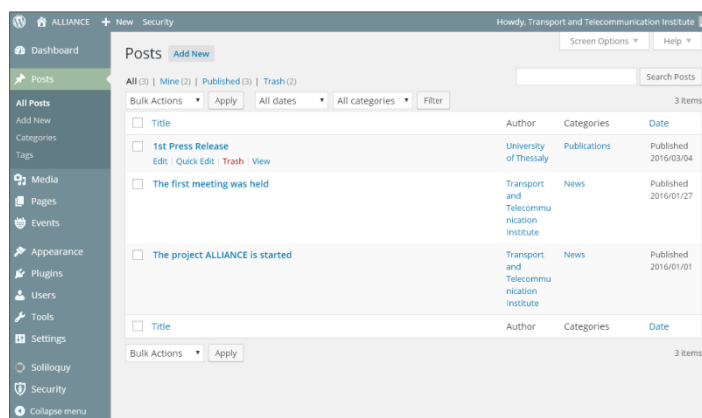 ALLIANCE + New Security Howdy, Transport and Telecommunication Institute
Screen Options ▼ Help ▼
Dashboard
Posts
All Posts
Add New
Categories
Tags
Media
Pages
Events
Appearance
Plugins
Users
Tools
Settings
Soliloquy
Security
Collapse menu
Posts Add New
All (3) | Mine (2) | Published (3) | Trash (2)
Search Posts
Bulk Actions ▼ Apply All dates ▼ All categories ▼ Filter 3 items
Title Author Categories Date
1st Press Release University Publications Published
Edit | Quick Edit | Trash | View of Thessaly 2016/03/04
The first meeting was held Transport News Published
and 2016/01/27
Telecommu
nication
Institute
The project ALLIANCE is started Transport News Published
and 2016/01/01
Telecommu
nication
Institute
Title Author Categories Date
Bulk Actions ▼ Apply 3 items